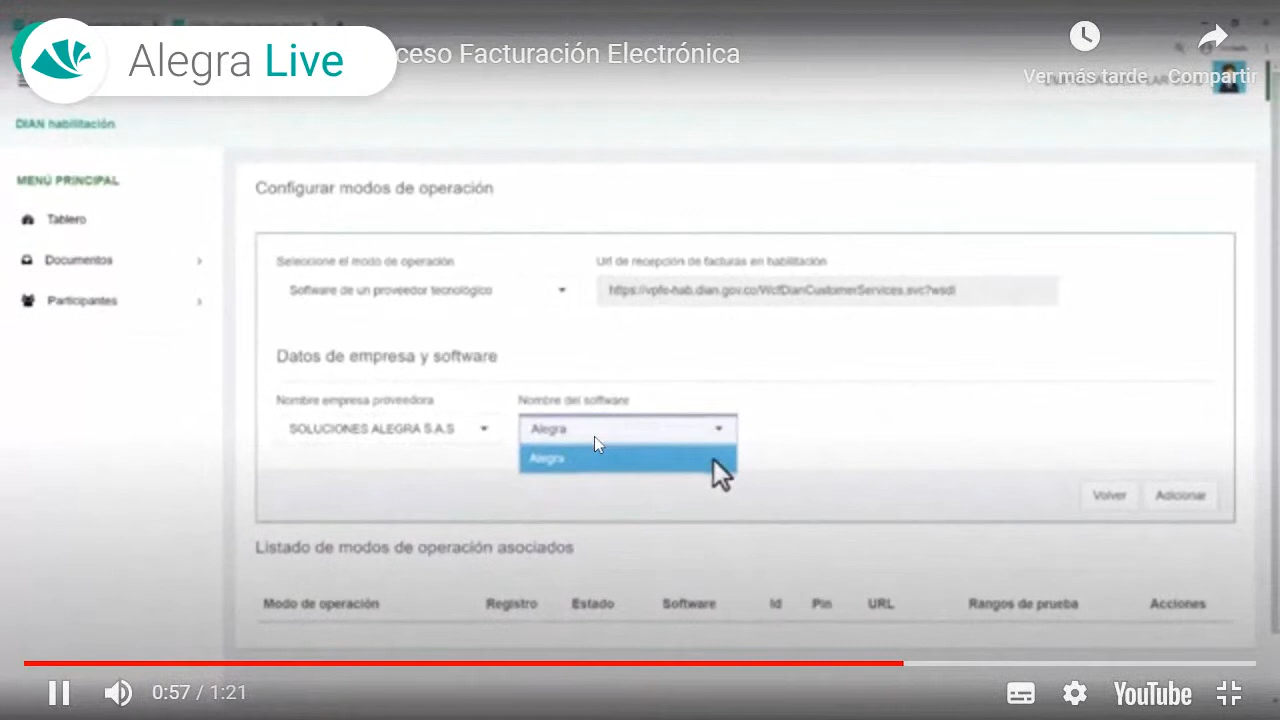 Alegra Live
ceso Facturación Electrónica
Ver más tarde
Compartir
DIAN habilitación
MENÚ PRINCIPAL
Tablero
Documentos
Participantes
Configurar modos de operación
Seleccione el modo de operación
Url de recepción de facturas en habilitación
Software de un proveedor tecnológico
https://vpfe-hab.dian.gov.co/WcfDianCustomerServices.svc?wsdl
Datos de empresa y software
Nombre empresa proveedora
Nombre del software
SOLUCIONES ALEGRA S.A.S
Alegra
Alegra
Volver
Adicionar
Listado de modos de operación asociados
Modo de operación Registro Estado Software Id Pin URL Rangos de prueba Acciones
0:57 / 1:21
YouTube